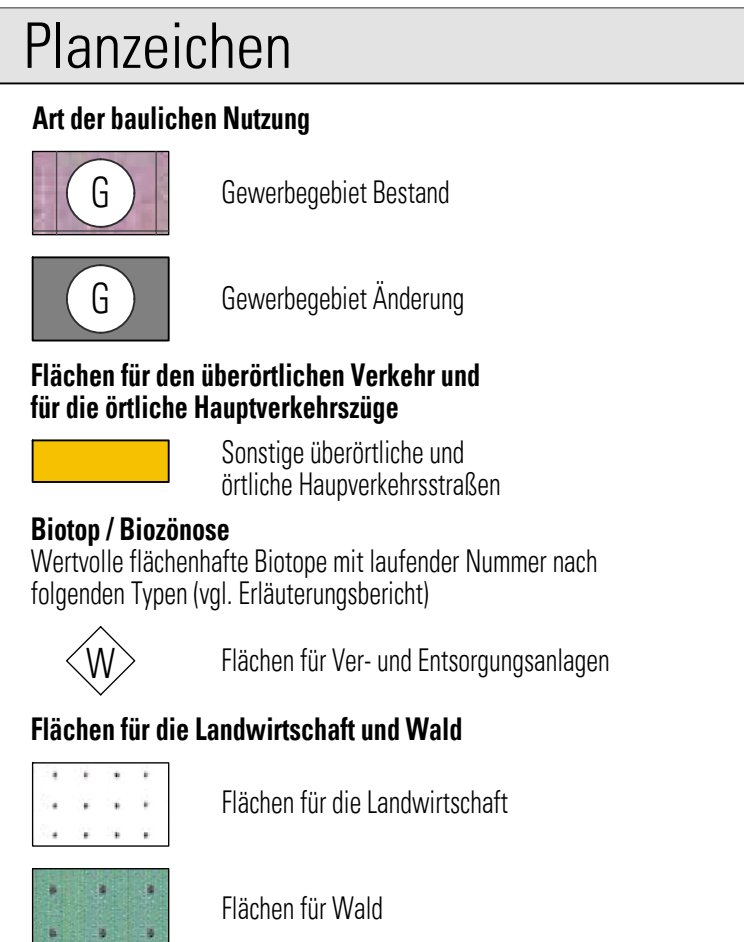 Planzeichen
Art der baulichen Nutzung
G
Gewerbegebiet Bestand
G
Gewerbegebiet Änderung
Flächen für den überörtlichen Verkehr und
für die örtliche Hauptverkehrszüge
Sonstige überörtliche und
örtliche Haupverkehrsstraßen
Biotop / Biozönose
Wertvolle flächenhafte Biotope mit laufender Nummer nach
folgenden Typen (vgl. Erläuterungsbericht)
W
Flächen für Ver- und Entsorgungsanlagen
Flächen für die Landwirtschaft und Wald
Flächen für die Landwirtschaft
Flächen für Wald